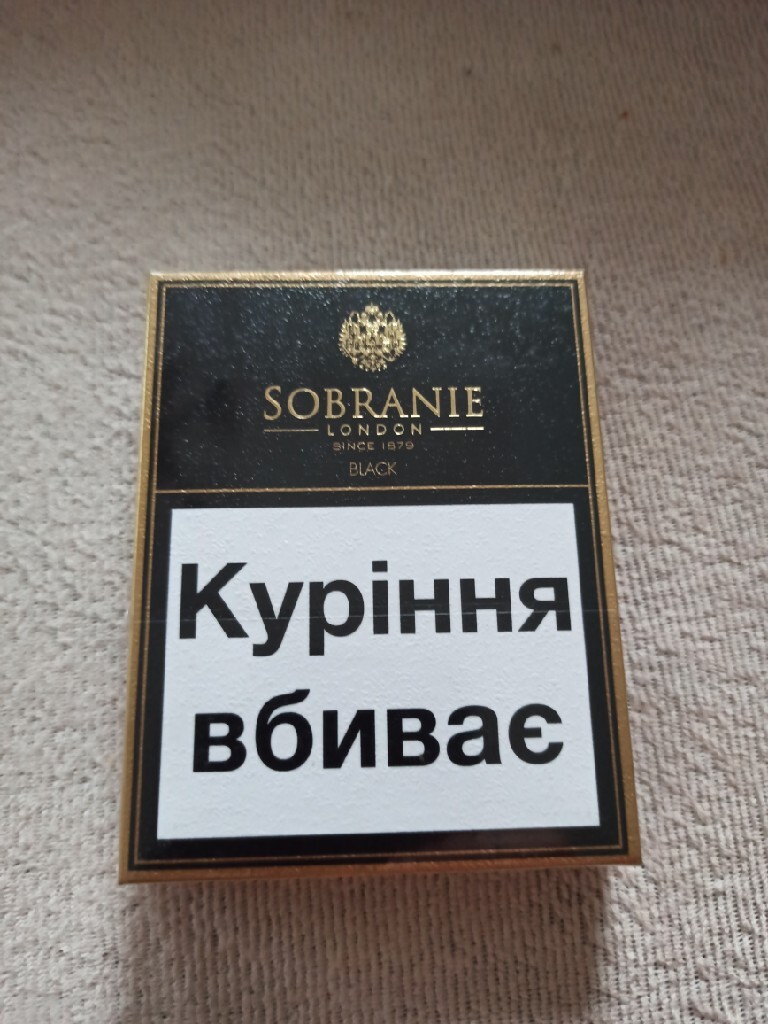 SOBRANIE
LONDON
SINCE 1879
BLACK
Куріння
вбиває